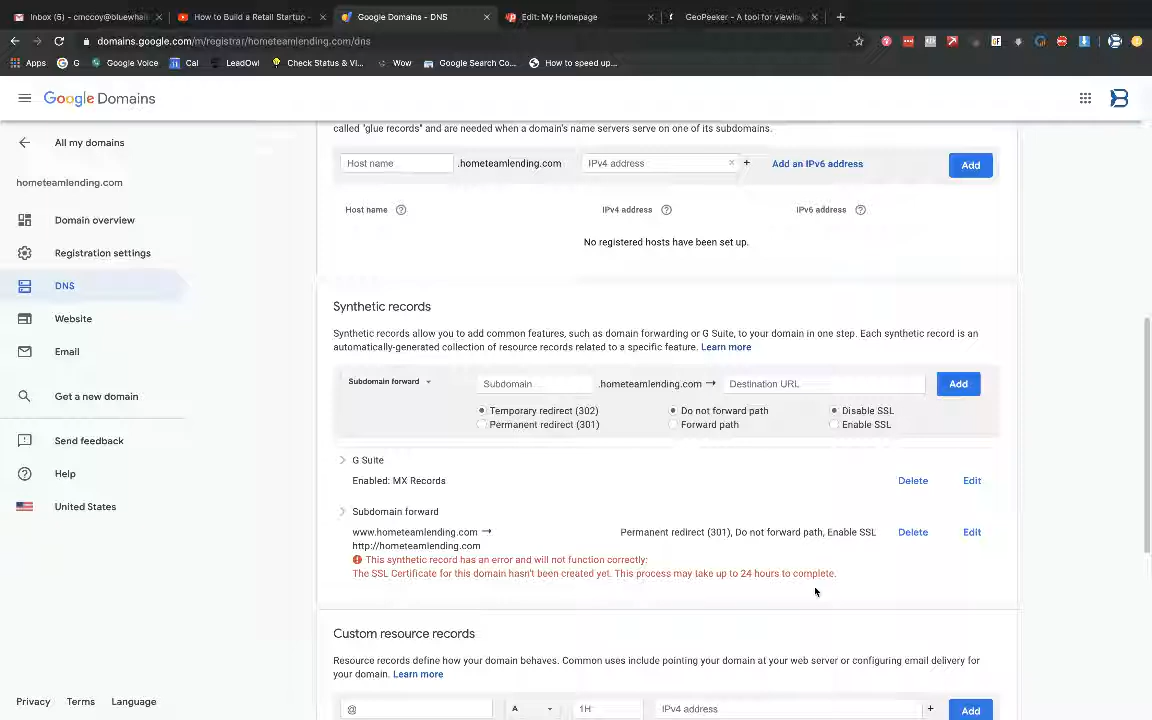 Inbox (5) - cmccoy@bluewhal
How to Build a Retail Startup -
Google Domains - DNS
Edit: My Homepage
GeoPeeker - A tool for viewing
domains.google.com/m/registrar/hometeamlending.com/dns
Apps
G
Google Voice
Cal
LeadOwl
Check Status & Vi...
Wow
Google Search Co...
How to speed up...
Google Domains
All my domains
hometeamlending.com
Domain overview
Registration settings
DNS
Website
Email
Get a new domain
Send feedback
Help
United States
Privacy Terms Language
called "glue records" and are needed when a domain's name servers serve on one of its subdomains.
Host name .hometeamlending.com IPv4 address × + Add an IPv6 address Add
Host name ? IPv4 address ? IPv6 address ?
No registered hosts have been set up.
Synthetic records
Synthetic records allow you to add common features, such as domain forwarding or G Suite, to your domain in one step. Each synthetic record is an
automatically-generated collection of resource records related to a specific feature. Learn more
Subdomain forward Subdomain .hometeamlending.com → Destination URL Add
Temporary redirect (302) Do not forward path Disable SSL
Permanent redirect (301) Forward path Enable SSL
G Suite
Enabled: MX Records Delete Edit
Subdomain forward
www.hometeamlending.com → Permanent redirect (301), Do not forward path, Enable SSL Delete Edit
http://hometeamlending.com
This synthetic record has an error and will not function correctly:
The SSL Certificate for this domain hasn't been created yet. This process may take up to 24 hours to complete.
Custom resource records
Resource records define how your domain behaves. Common uses include pointing your domain at your web server or configuring email delivery for
your domain. Learn more
@ A 1H IPv4 address + Add